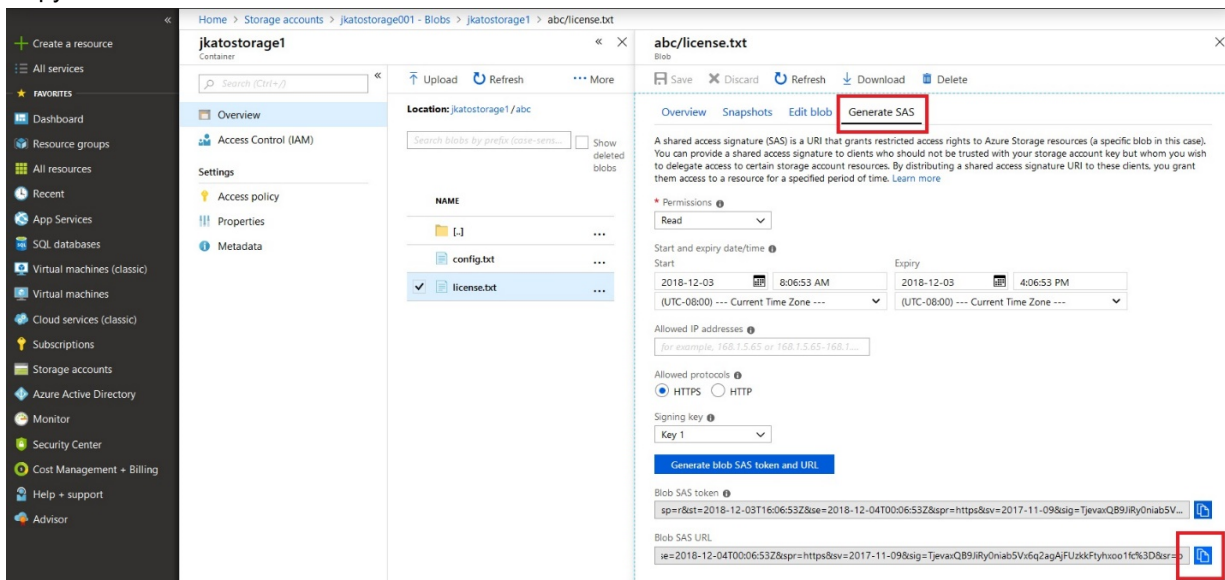 «
Home > Storage accounts > jkatostorage001 - Blobs > jkatostorage1 > abc/license.txt
Create a resource
All services
FAVORITES
Dashboard
Resource groups
All resources
Recent
App Services
SQL databases
Virtual machines (classic)
Virtual machines
Cloud services (classic)
Subscriptions
Storage accounts
Azure Active Directory
Monitor
Security Center
Cost Management + Billing
Help + support
Advisor
jkatostorage1
Container
Search (Ctrl+/)
Overview
Access Control (IAM)
Settings
Access policy
Properties
Metadata
Upload Refresh ••• More
Location: jkatostorage1 / abc
Search blobs by prefix (case-sens...
Show deleted blobs
NAME
[..] ...
config.txt ...
license.txt ...
abc/license.txt
Blob
Save Discard Refresh Download Delete
Overview Snapshots Edit blob Generate SAS
A shared access signature (SAS) is a URI that grants restricted access rights to Azure Storage resources (a specific blob in this case).
You can provide a shared access signature to clients who should not be trusted with your storage account key but whom you wish
to delegate access to certain storage account resources. By distributing a shared access signature URI to these clients, you grant
them access to a resource for a specified period of time. Learn more
* Permissions
Read
Start and expiry date/time
Start Expiry
2018-12-03 8:06:53 AM 2018-12-03 4:06:53 PM
(UTC-08:00) --- Current Time Zone --- (UTC-08:00) --- Current Time Zone ---
Allowed IP addresses
for example, 168.1.5.65 or 168.1.5.65-168.1....
Allowed protocols
HTTPS HTTP
Signing key
Key 1
Generate blob SAS token and URL
Blob SAS token
sp=r&st=2018-12-03T16:06:53Z&se=2018-12-04T00:06:53Z&spr=https&sv=2017-11-09&sig=TjevaxQB9JiRy0niab5V...
Blob SAS URL
se=2018-12-04T00:06:53Z&spr=https&sv=2017-11-09&sig=TjevaxQB9JiRy0niab5Vx6q2agAjFUzkkFtyhxoo1fc%3D&sr=b